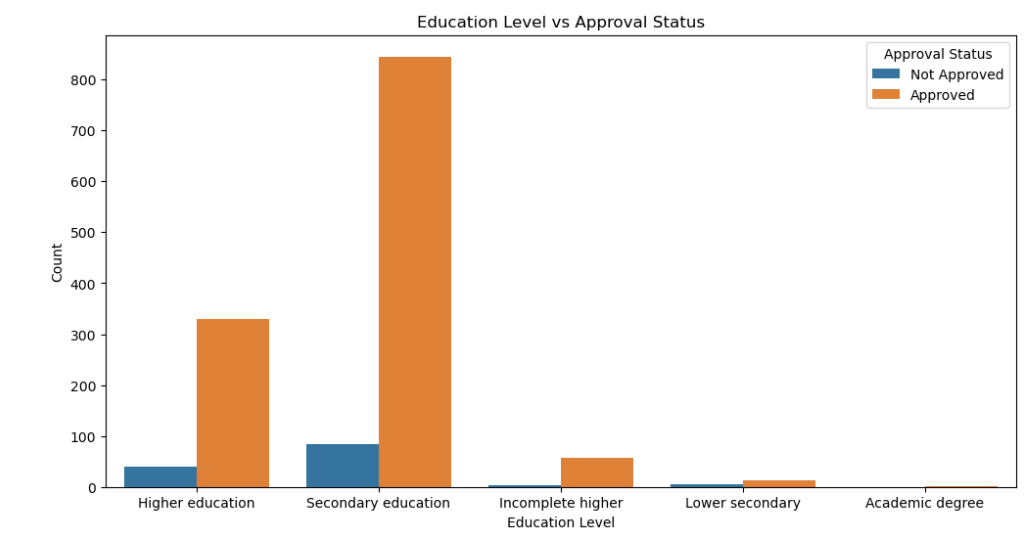 Education Level vs Approval Status
Approval Status
Not Approved
Approved
Count
800
700
600
500
400
300
200
100
0
Higher education
Secondary education
Incomplete higher
Lower secondary
Academic degree
Education Level